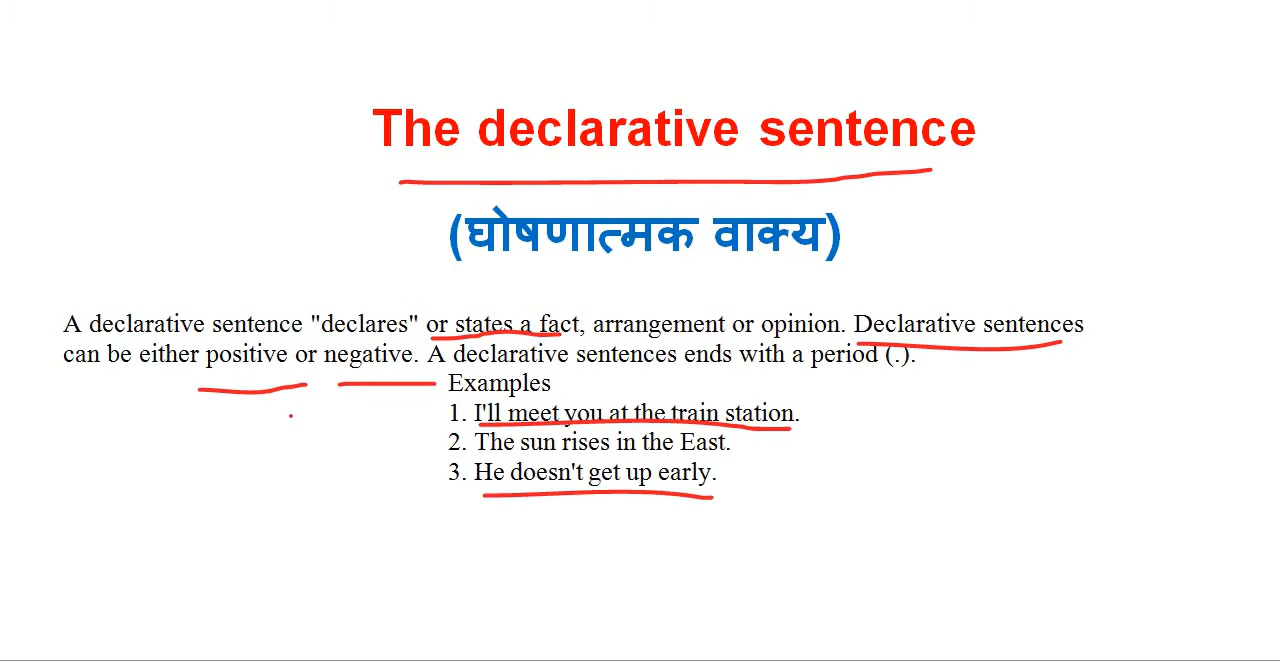 The declarative sentence
(घोषणात्मक वाक्य)
A declarative sentence "declares" or states a fact, arrangement or opinion. Declarative sentences
can be either positive or negative. A declarative sentences ends with a period (.).
Examples
1. I'll meet you at the train station.
2. The sun rises in the East.
3. He doesn't get up early.